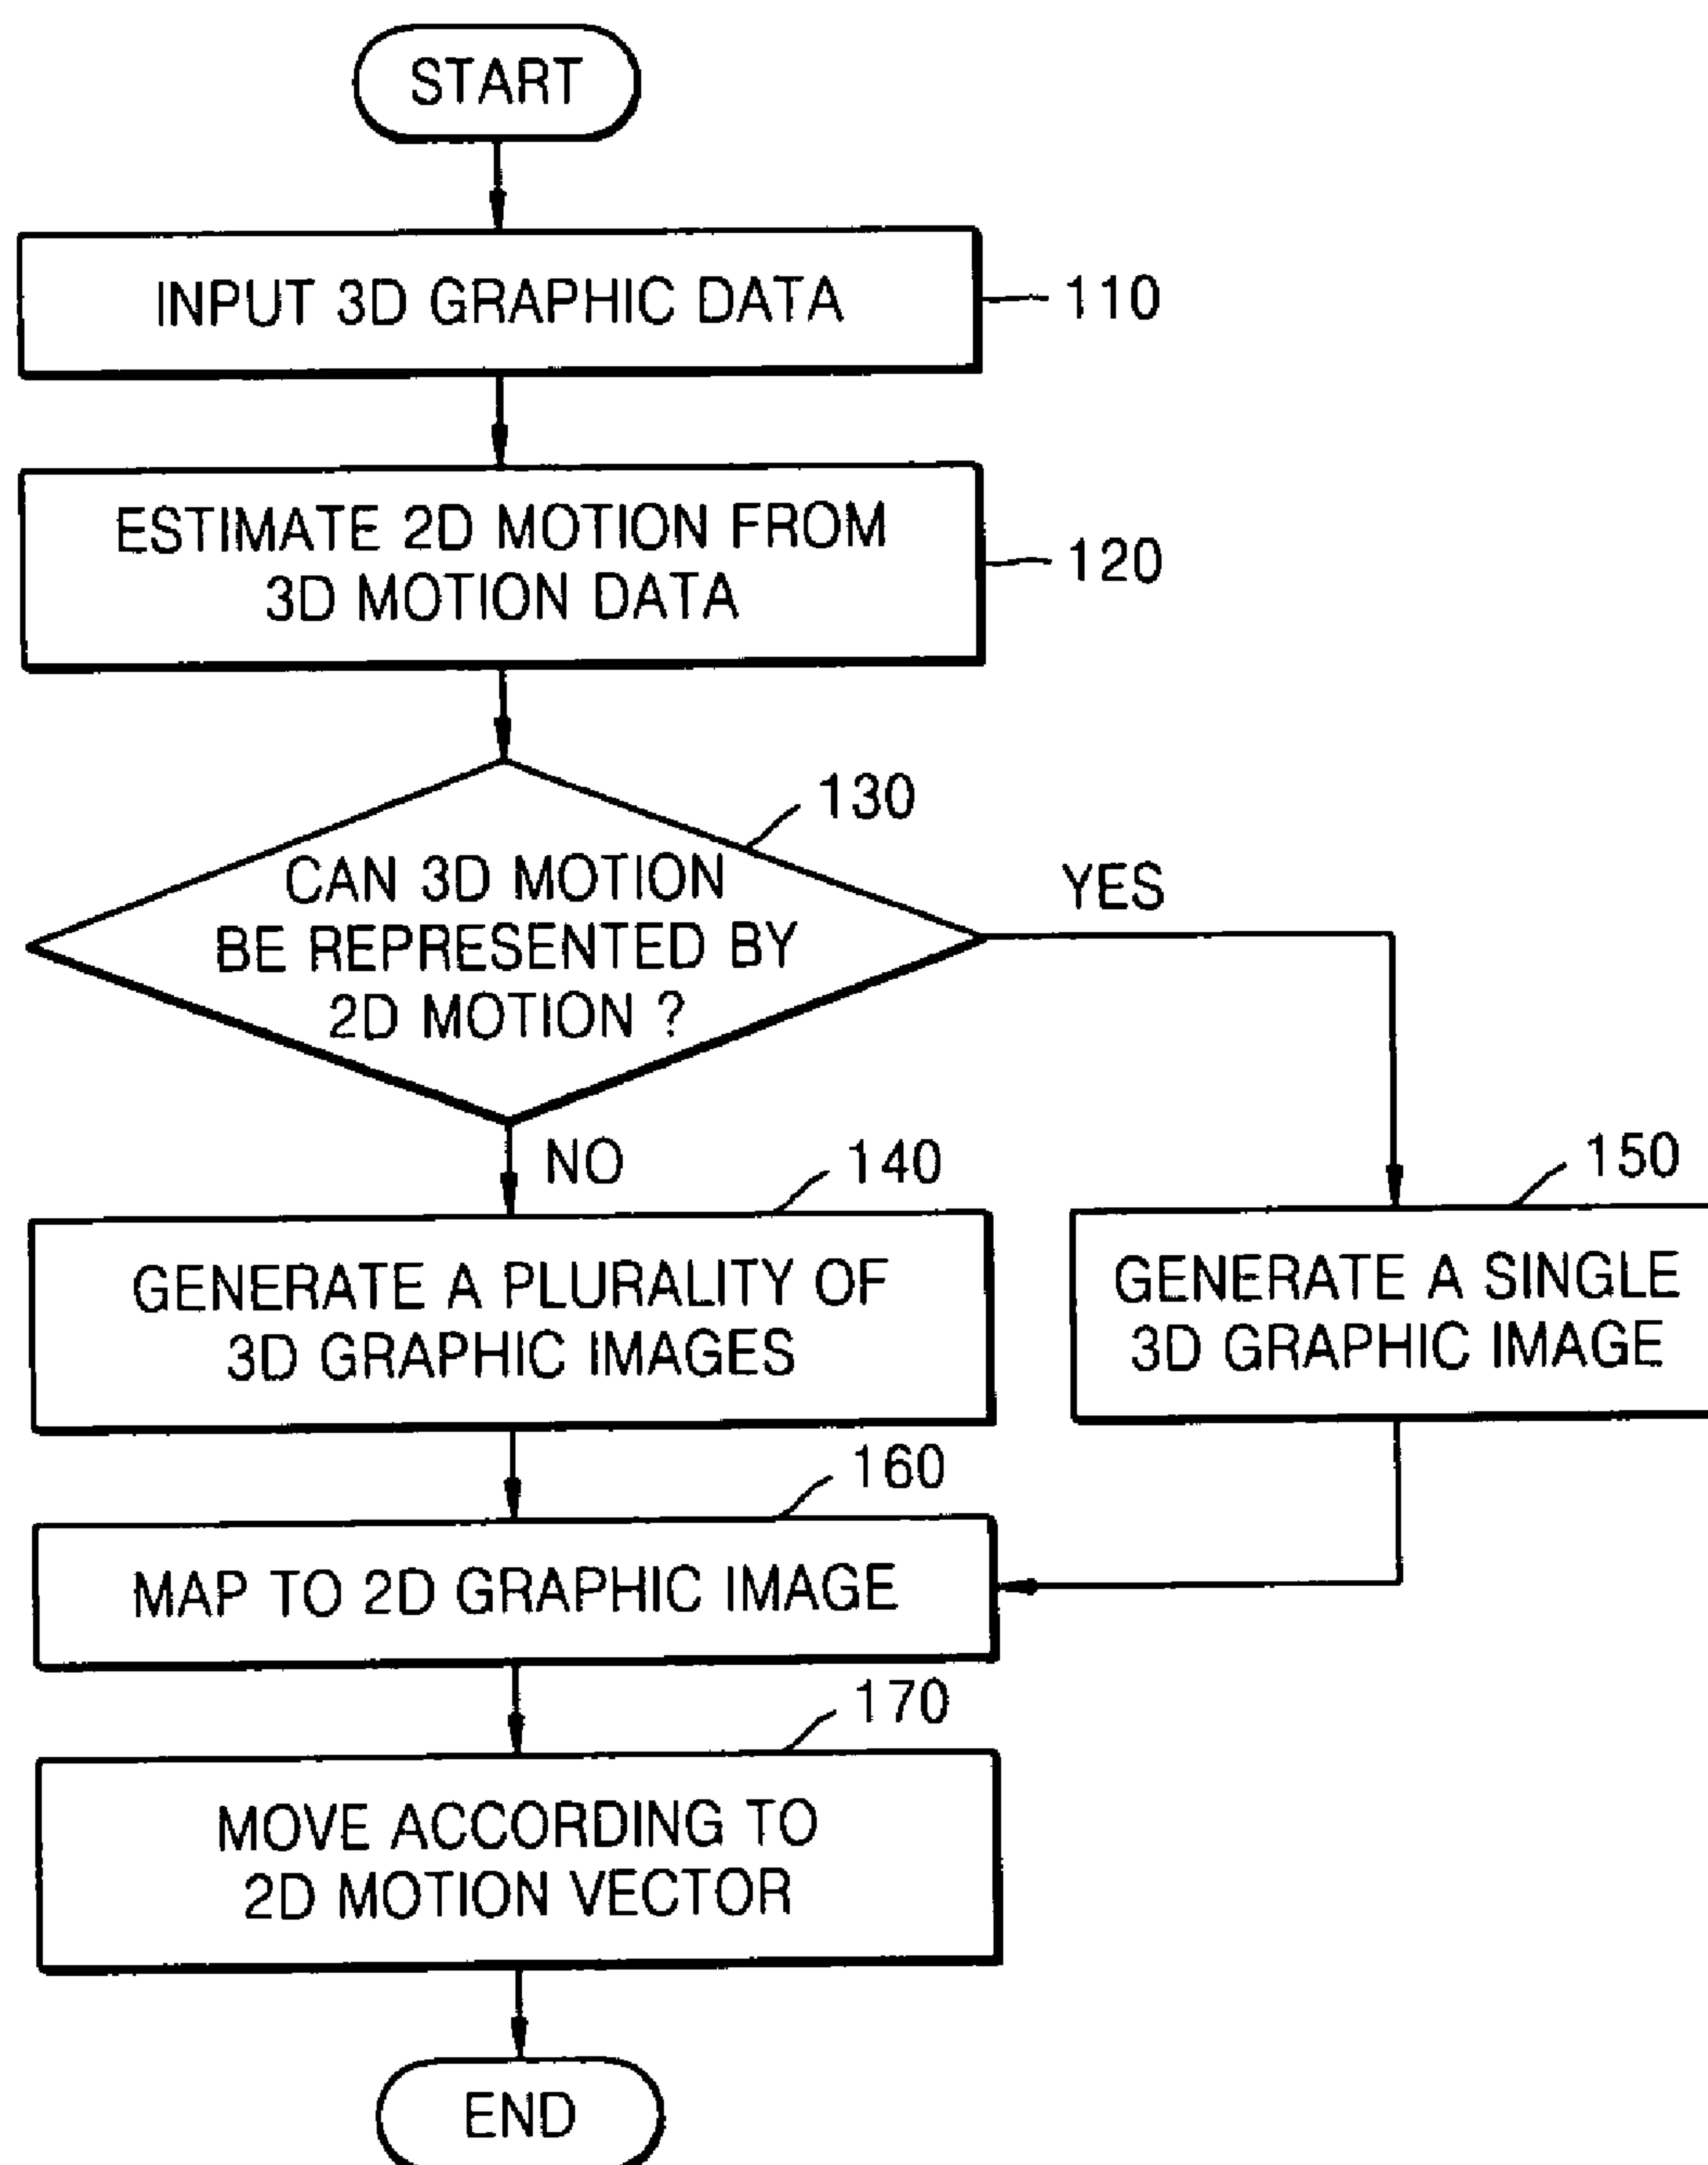 START
INPUT 3D GRAPHIC DATA
110
ESTIMATE 2D MOTION FROM
3D MOTION DATA
120
130
CAN 3D MOTION
BE REPRESENTED BY
2D MOTION ?
YES
NO
140
GENERATE A PLURALITY OF
3D GRAPHIC IMAGES
150
GENERATE A SINGLE
3D GRAPHIC IMAGE
160
MAP TO 2D GRAPHIC IMAGE
170
MOVE ACCORDING TO
2D MOTION VECTOR
END